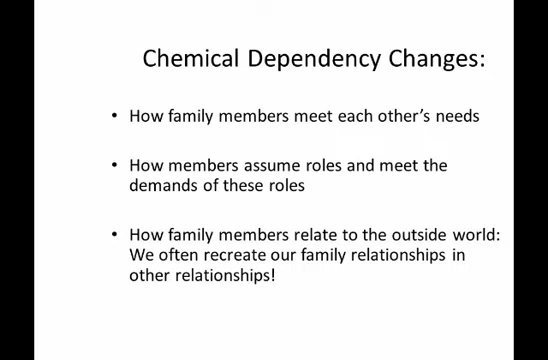 Chemical Dependency Changes:
• How family members meet each other's needs
• How members assume roles and meet the
demands of these roles
• How family members relate to the outside world:
We often recreate our family relationships in
other relationships!